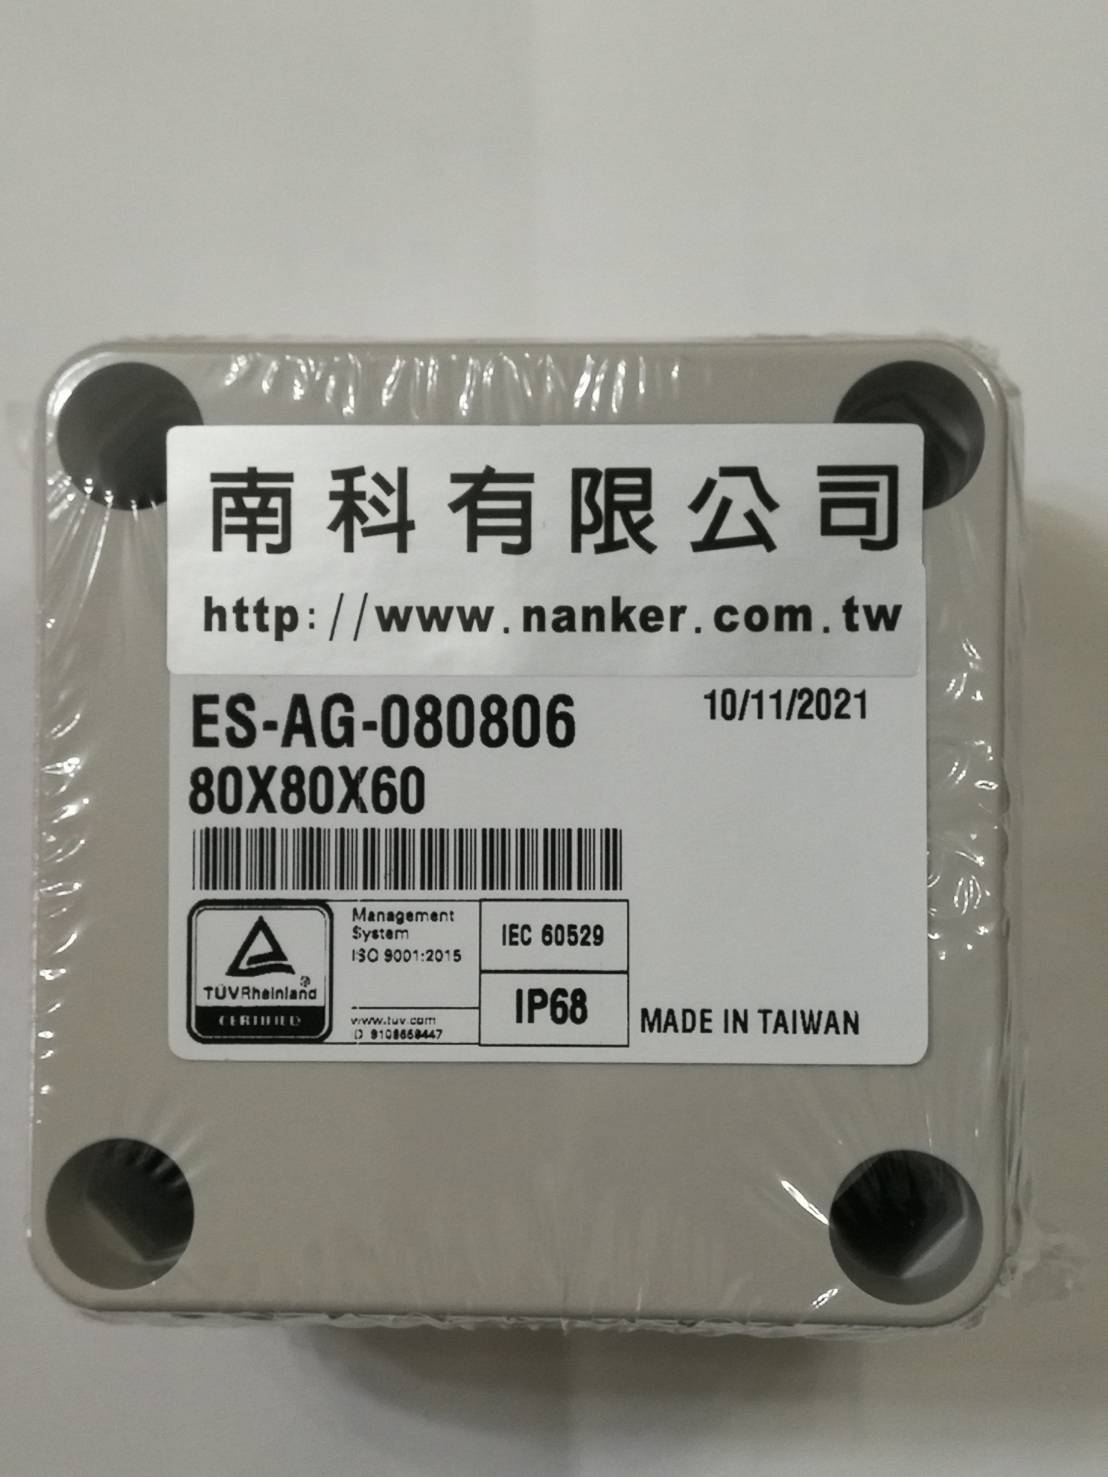 南科有限公司
http://www.nanker.com.tw
ES-AG-080806
10/11/2021
80X80X60
Management
System
ISO 9001:2015
IEC 60529
TÜVRheinland®
CERTIFIED
www.tuv.com
IP68
MADE IN TAIWAN